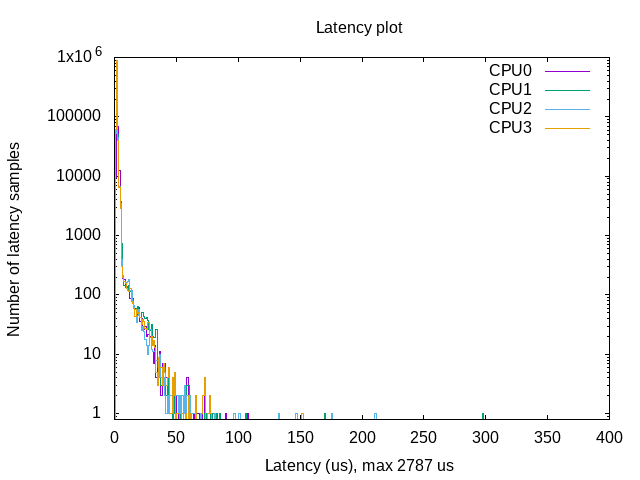 Latency plot
Number of latency samples
1x10^6
100000
10000
1000
100
10
1
CPU0
CPU1
CPU2
CPU3
0 50 100 150 200 250 300 350 400
Latency (us), max 2787 us